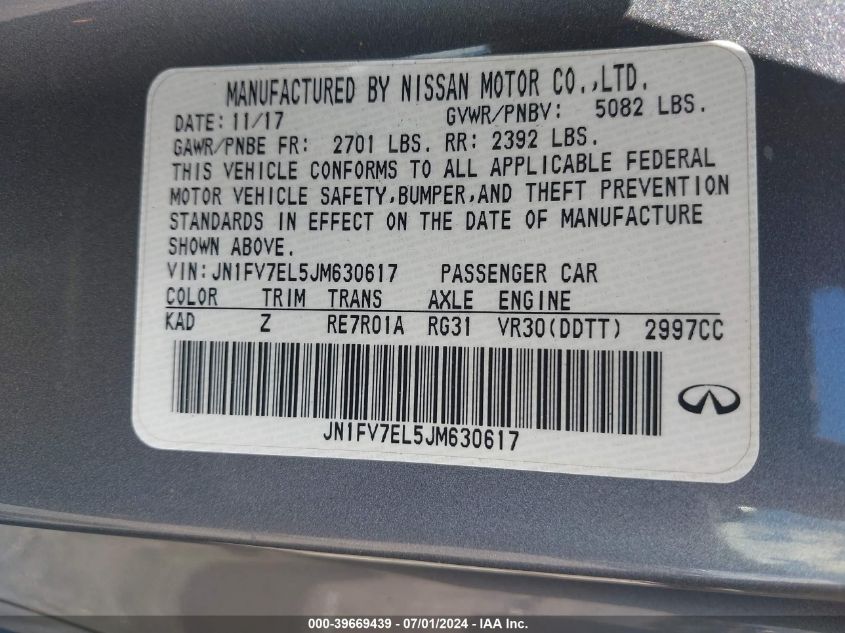 MANUFACTURED BY NISSAN MOTOR CO.,LTD.
DATE: 11/17 GVWR/PNBV: 5082 LBS.
GAWR/PNBE FR: 2701 LBS. RR: 2392 LBS.
THIS VEHICLE CONFORMS TO ALL APPLICABLE FEDERAL
MOTOR VEHICLE SAFETY,BUMPER,AND THEFT PREVENTION
STANDARDS IN EFFECT ON THE DATE OF MANUFACTURE
SHOWN ABOVE.
VIN:JN1FV7EL5JM630617 PASSENGER CAR
COLOR TRIM TRANS AXLE ENGINE
KAD Z RE7R01A RG31 VR30(DDTT) 2997CC
JN1FV7EL5JM630617
000-39669439 - 07/01/2024 - IAA Inc.